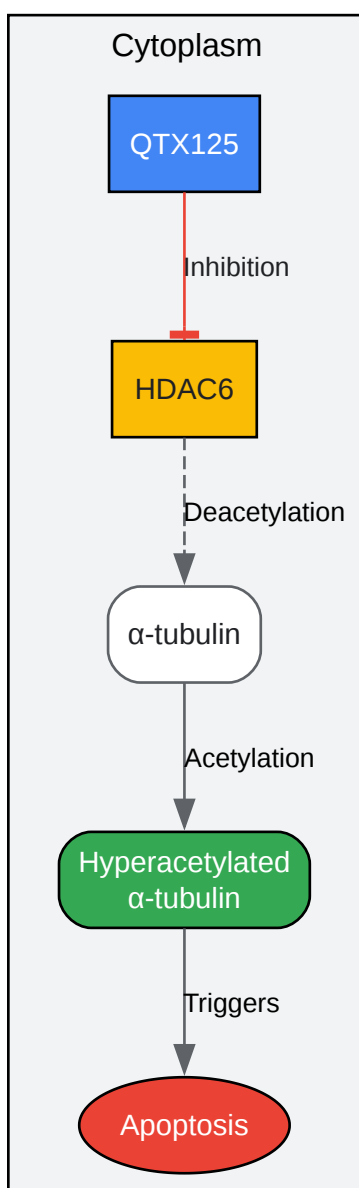 Cytoplasm
QTX125
Inhibition
HDAC6
Deacetylation
α-tubulin
Acetylation
Hyperacetylated
α-tubulin
Triggers
Apoptosis